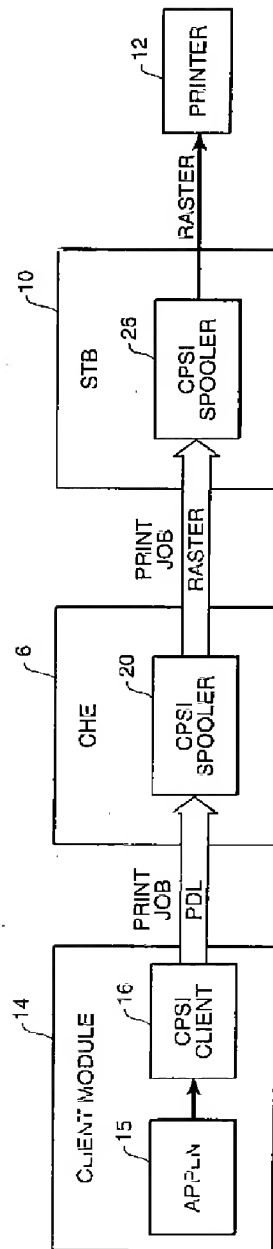 14
CLIENT MODULE
15
APPLN
16
CPSI
CLIENT
PRINT
JOB
PDL
6
CHE
20
CPSI
SPOOLER
PRINT JOB
RASTER
10
STB
26
CPSI
SPOOLER
RASTER
12
PRINTER